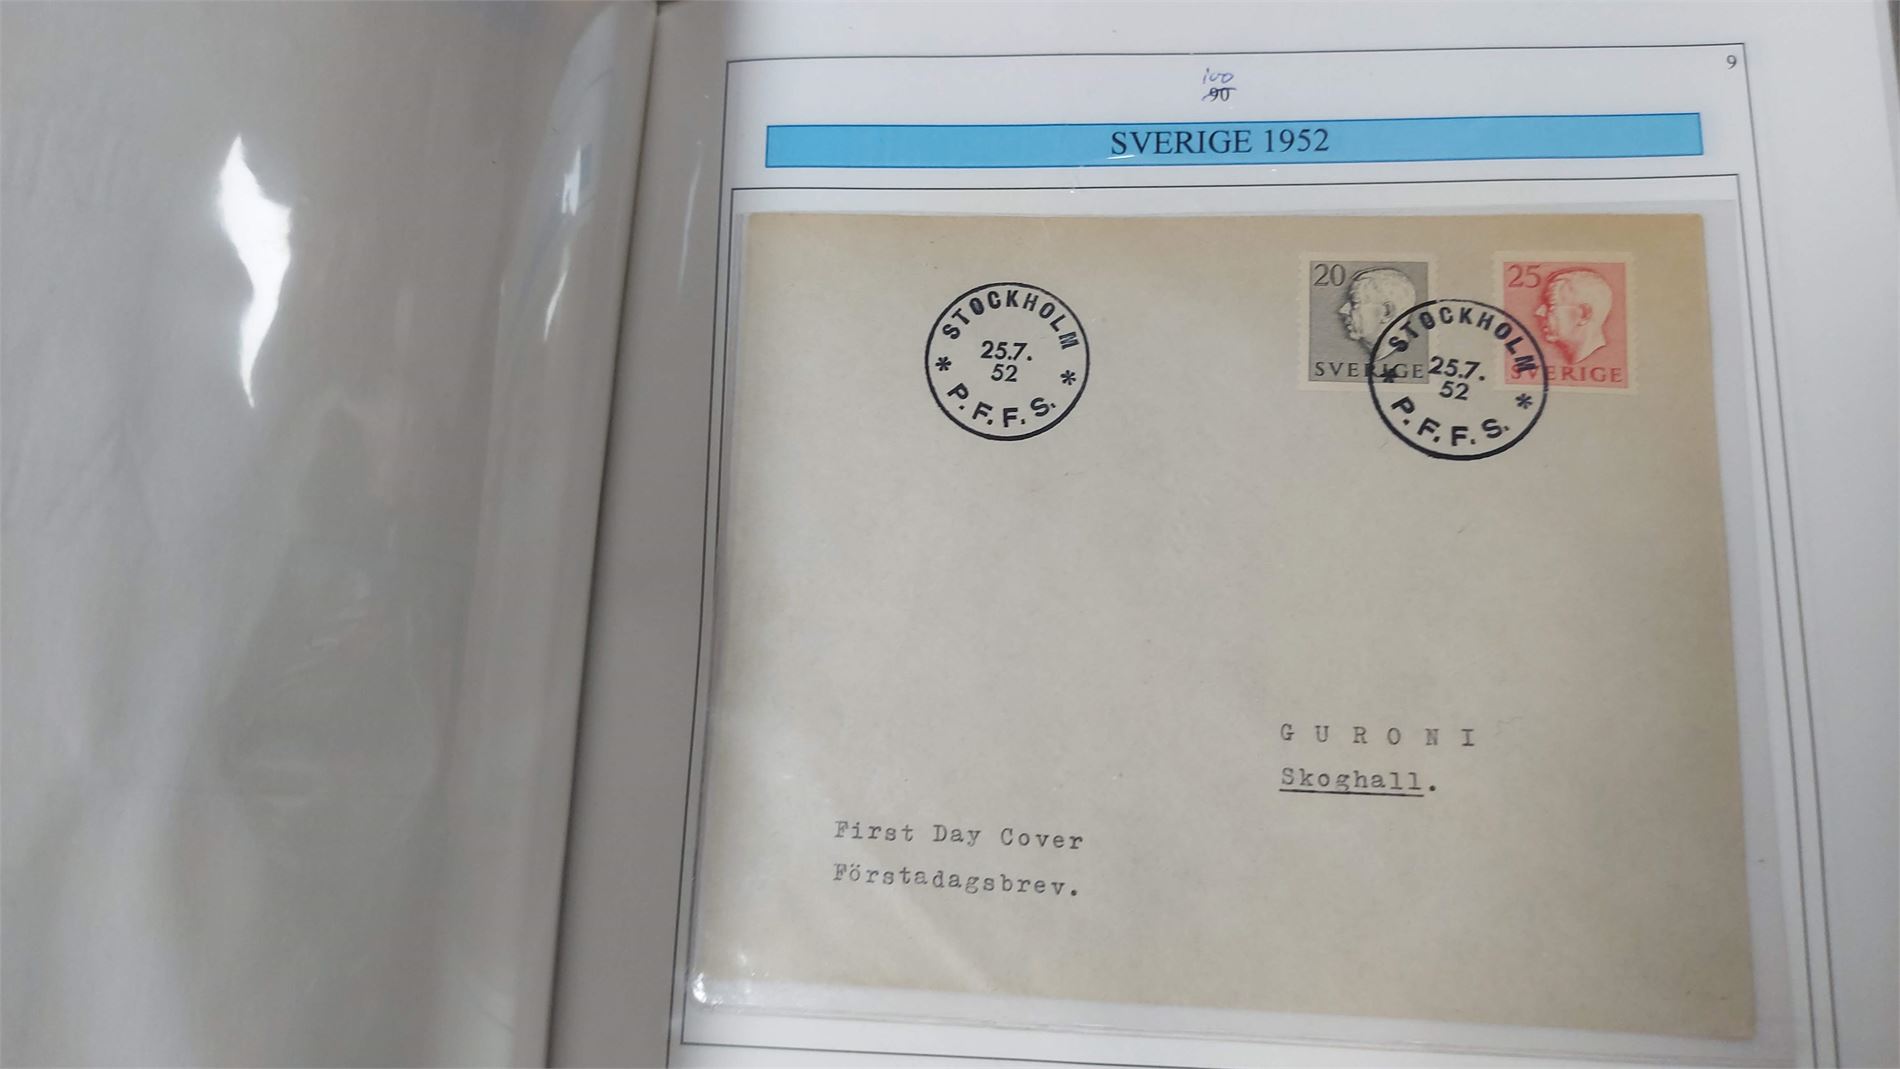 9
100
90
SVERIGE 1952
STOCKHOLM
25.7.
52
* P.F.F.S. *
20
SVERIGE
25
SVERIGE
STOCKHOLM
25.7.
52
* P.F.F.S. *
GURONI
Skoghall.
First Day Cover
Förstadagsbrev.